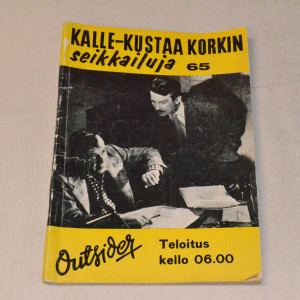 KALLE-KUSTAA KORKIN
seikkailuja 65
Outsider
Teloitus
kello 06.00